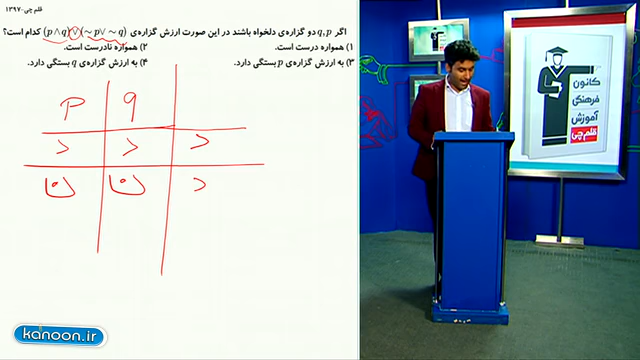 قلم چی-۱۳۹۷
اگر q,p دو گزاره‌ی دلخواه باشند در این صورت ارزش گزاره‌ی (p∧q)∨(~p∨~q) کدام است؟
۱) همواره درست است.
۲) همواره نادرست است.
۳) به ارزش گزاره‌ی p بستگی دارد.
۴) به ارزش گزاره‌ی q بستگی دارد.
p q
د د د
ن ن د
کانون
فرهنگی
آموزش
قلم‌چی
kanoon.ir